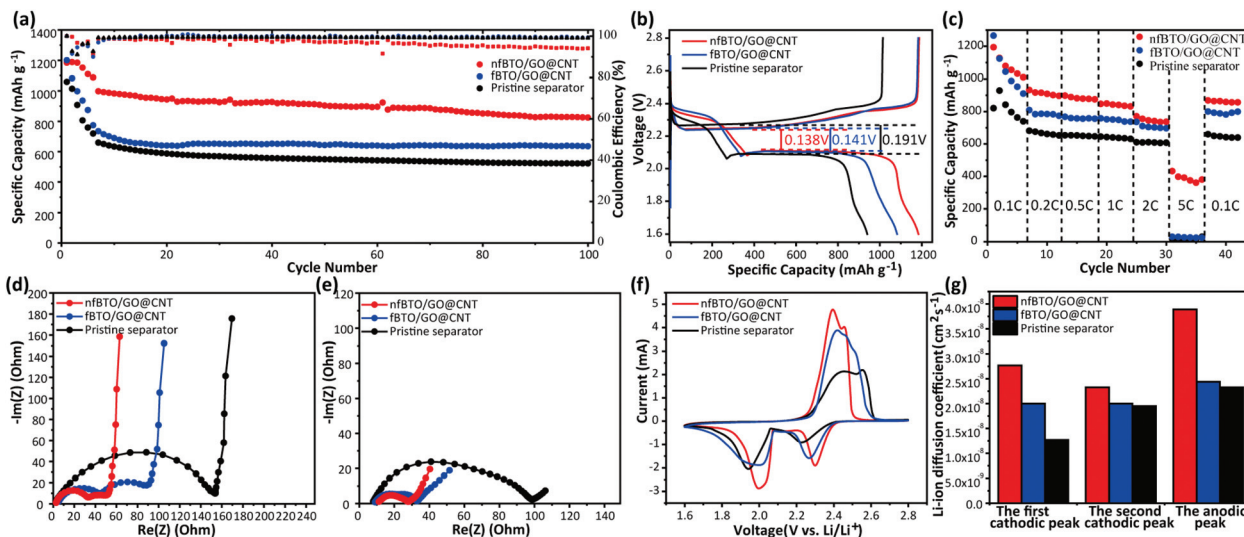 (a)
1400
1200
1000
800
600
400
200
0
Specific Capacity (mAh g⁻¹)
0
20
40
60
80
100
Cycle Number
100
80
60
40
20
0
Coulombic Efficiency (%)
nfBTO/GO@CNT
fBTO/GO@CNT
Pristine separator
(b)
2.8
2.4
2.2
2.0
1.8
1.6
Voltage (V)
nfBTO/GO@CNT
fBTO/GO@CNT
Pristine separator
0.138V 0.141V 0.191V
0
200
400
600
800
1000 1200
Specific Capacity (mAh g⁻¹)
(c)
1200
1000
800
600
400
200
0
Specific Capacity (mAh g⁻¹)
nfBTO/GO@CNT
fBTO/GO@CNT
Pristine separator
0.1C 0.2C 0.5C 1C 2C 5C 0.1C
0
10
20
30
40
Cycle Number
(d)
200
180
160
140
120
100
80
60
40
20
0
-Im(Z) (Ohm)
nfBTO/GO@CNT
fBTO/GO@CNT
Pristine separator
0 20 40 60 80 100 120 140 160 180 200 220 240
Re(Z) (Ohm)
(e)
120
100
80
60
40
20
0
-Im(Z) (Ohm)
nfBTO/GO@CNT
fBTO/GO@CNT
Pristine separator
0 20 40 60 80 100 120 140
Re(Z) (Ohm)
(f)
5
4
3
2
1
0
-1
-2
-3
Current (mA)
nfBTO/GO@CNT
fBTO/GO@CNT
Pristine separator
1.6 1.8 2.0 2.2 2.4 2.6 2.8
Voltage(V vs. Li/Li⁺)
(g)
4.0x10⁻⁸
3.5x10⁻⁸
3.0x10⁻⁸
2.5x10⁻⁸
2.0x10⁻⁸
1.5x10⁻⁸
1.0x10⁻⁸
5.0x10⁻⁹
0.0
Li-ion diffusion coefficient(cm² s⁻¹)
nfBTO/GO@CNT
fBTO/GO@CNT
Pristine separator
The first
cathodic peak
The second
cathodic peak
The anodic
peak